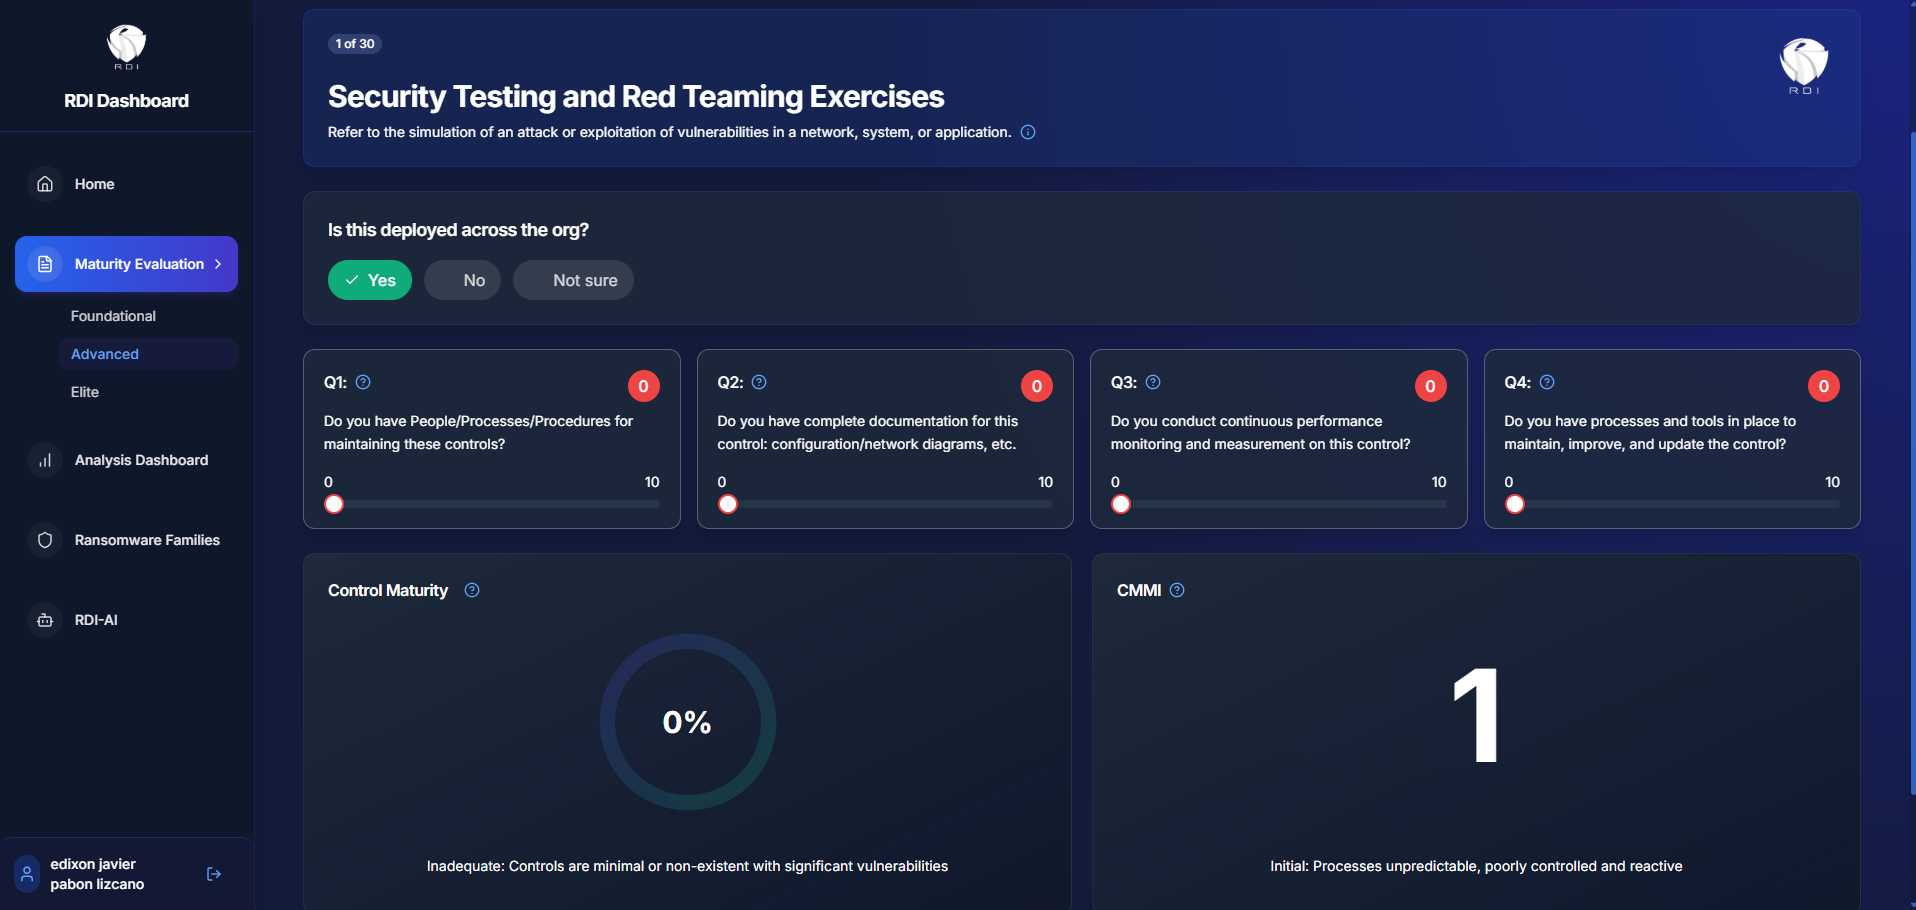 RDI
RDI Dashboard
Home
Maturity Evaluation
Foundational
Advanced
Elite
Analysis Dashboard
Ransomware Families
RDI-AI
edixon javier
pabon lizcano
1 of 30
Security Testing and Red Teaming Exercises
Refer to the simulation of an attack or exploitation of vulnerabilities in a network, system, or application.
RDI
Is this deployed across the org?
Yes
No
Not sure
Q1:
0
Do you have People/Processes/Procedures for
maintaining these controls?
0 10
Q2:
0
Do you have complete documentation for this
control: configuration/network diagrams, etc.
0 10
Q3:
0
Do you conduct continuous performance
monitoring and measurement on this control?
0 10
Q4:
0
Do you have processes and tools in place to
maintain, improve, and update the control?
0 10
Control Maturity
0%
Inadequate: Controls are minimal or non-existent with significant vulnerabilities
CMMI
1
Initial: Processes unpredictable, poorly controlled and reactive